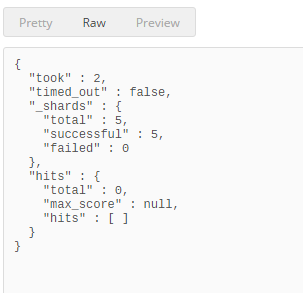 Pretty Raw Preview
{
  "took" : 2,
  "timed_out" : false,
  "_shards" : {
    "total" : 5,
    "successful" : 5,
    "failed" : 0
  },
  "hits" : {
    "total" : 0,
    "max_score" : null,
    "hits" : [ ]
  }
}